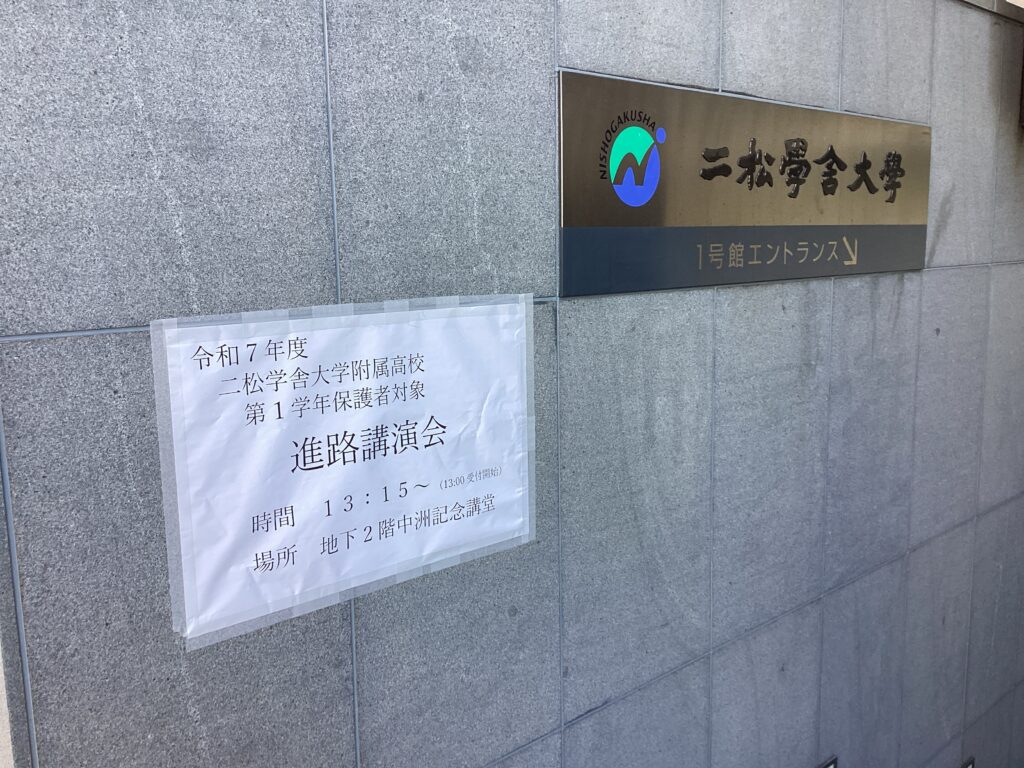 NISHOGAKUSHA
二松學舍大學
1号館エントランス↘
令和7年度
二松学舎大学附属高校
第1学年保護者対象
進路講演会
時間 13:15～ (13:00 受付開始)
場所 地下2階中洲記念講堂